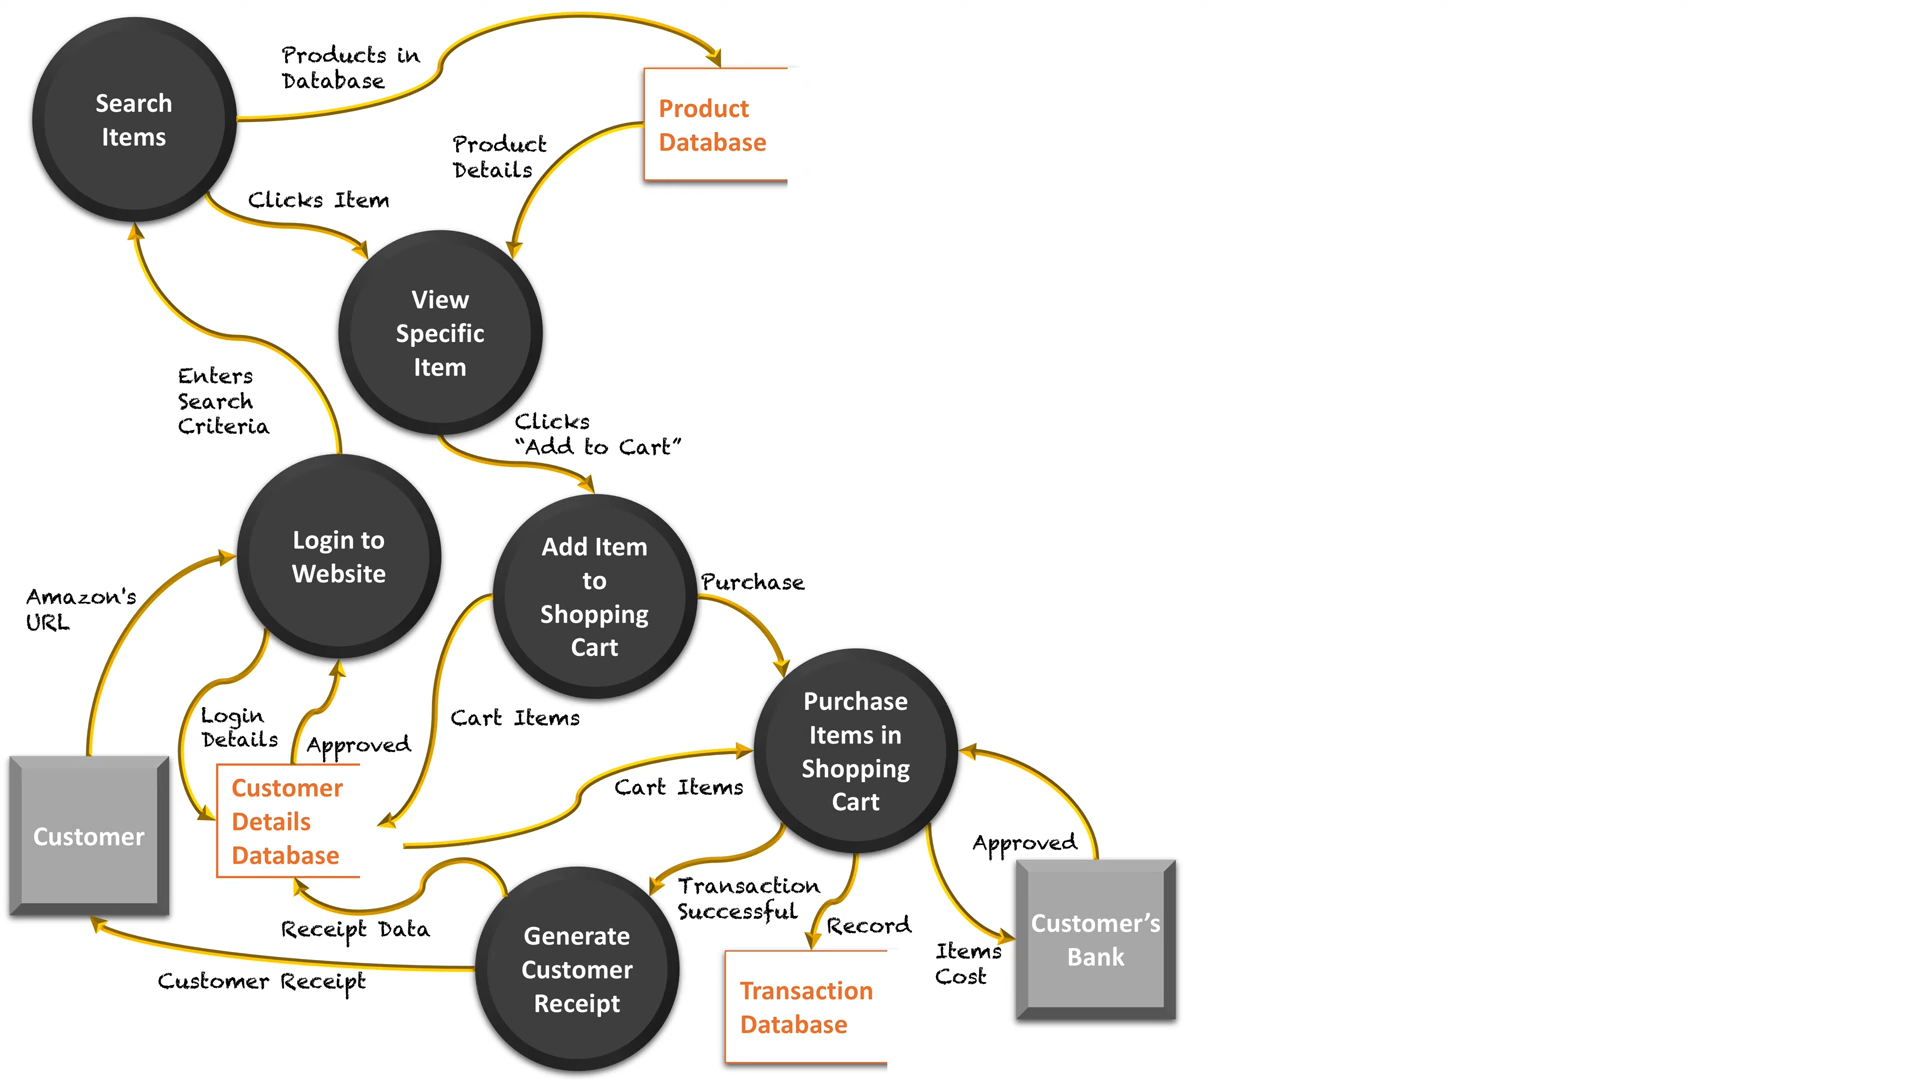 Products in
Database
Search
Items
Product
Database
Product
Details
Clicks Item
View
Specific
Item
Enters
Search
Criteria
Clicks
“Add to Cart”
Login to
Website
Add Item
to
Shopping
Cart
Purchase
Amazon's
URL
Purchase
Items in
Shopping
Cart
Login
Details
Approved
Cart Items
Customer
Customer
Details
Database
Cart Items
Approved
Transaction
Successful
Record
Receipt Data
Generate
Customer
Receipt
Customer’s
Bank
Items
Cost
Customer Receipt
Transaction
Database